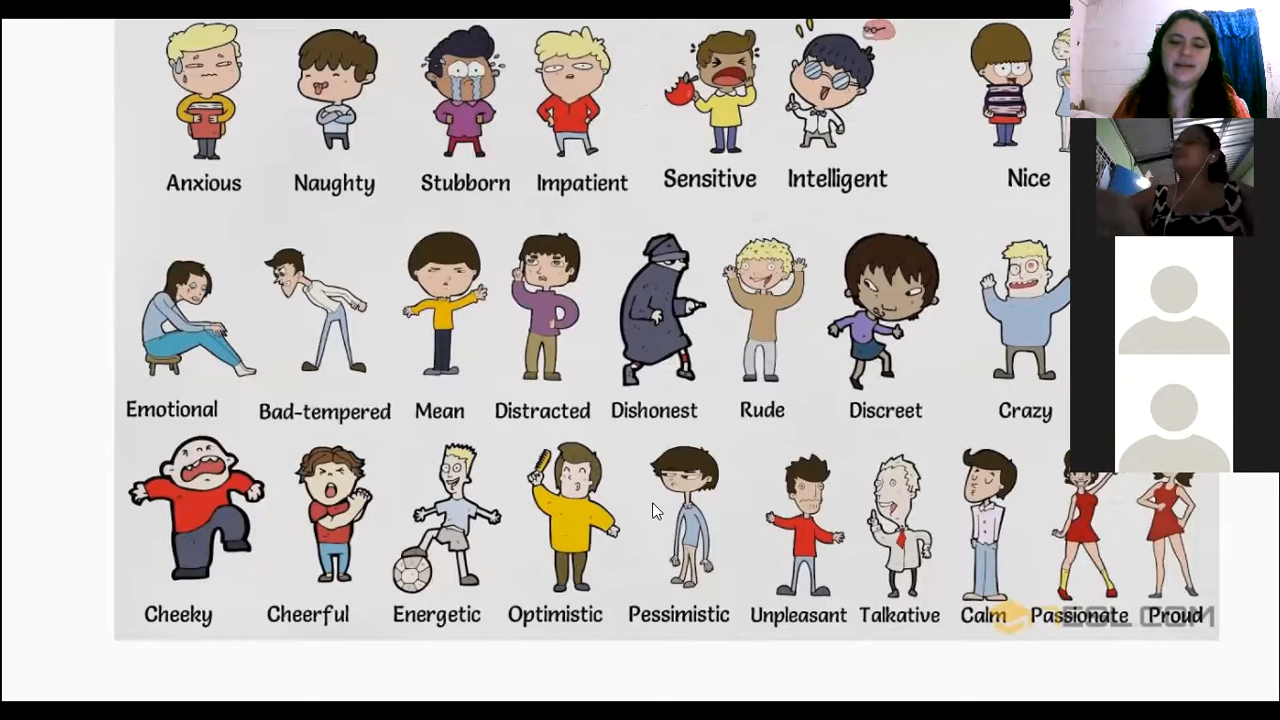 Anxious Naughty Stubborn Impatient Sensitive Intelligent Nice
Emotional Bad-tempered Mean Distracted Dishonest Rude Discreet Crazy
Cheeky Cheerful Energetic Optimistic Pessimistic Unpleasant Talkative Calm Passionate Proud